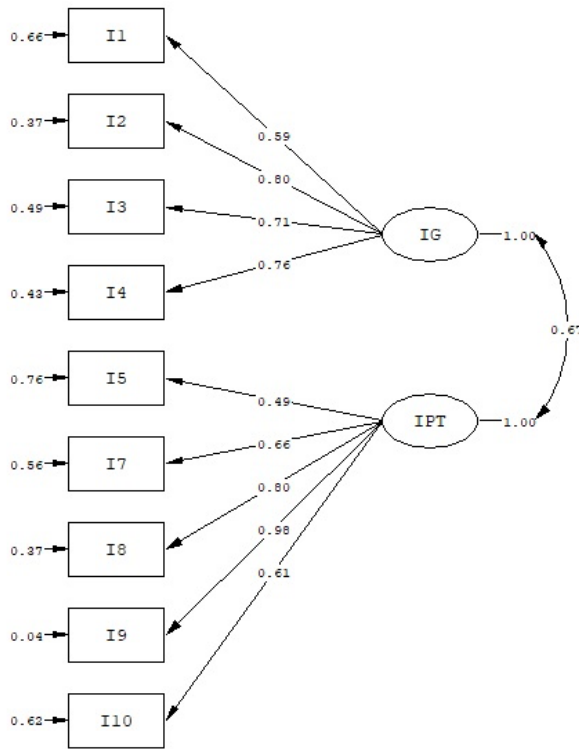 0.66 I1
0.59
0.37 I2
0.80
0.49 I3
0.71
IG 1.00
0.76
0.43 I4
0.67
0.76 I5
0.49
IPT 1.00
0.66
0.56 I7
0.80
0.37 I8
0.98
0.61
0.04 I9
0.62 I10